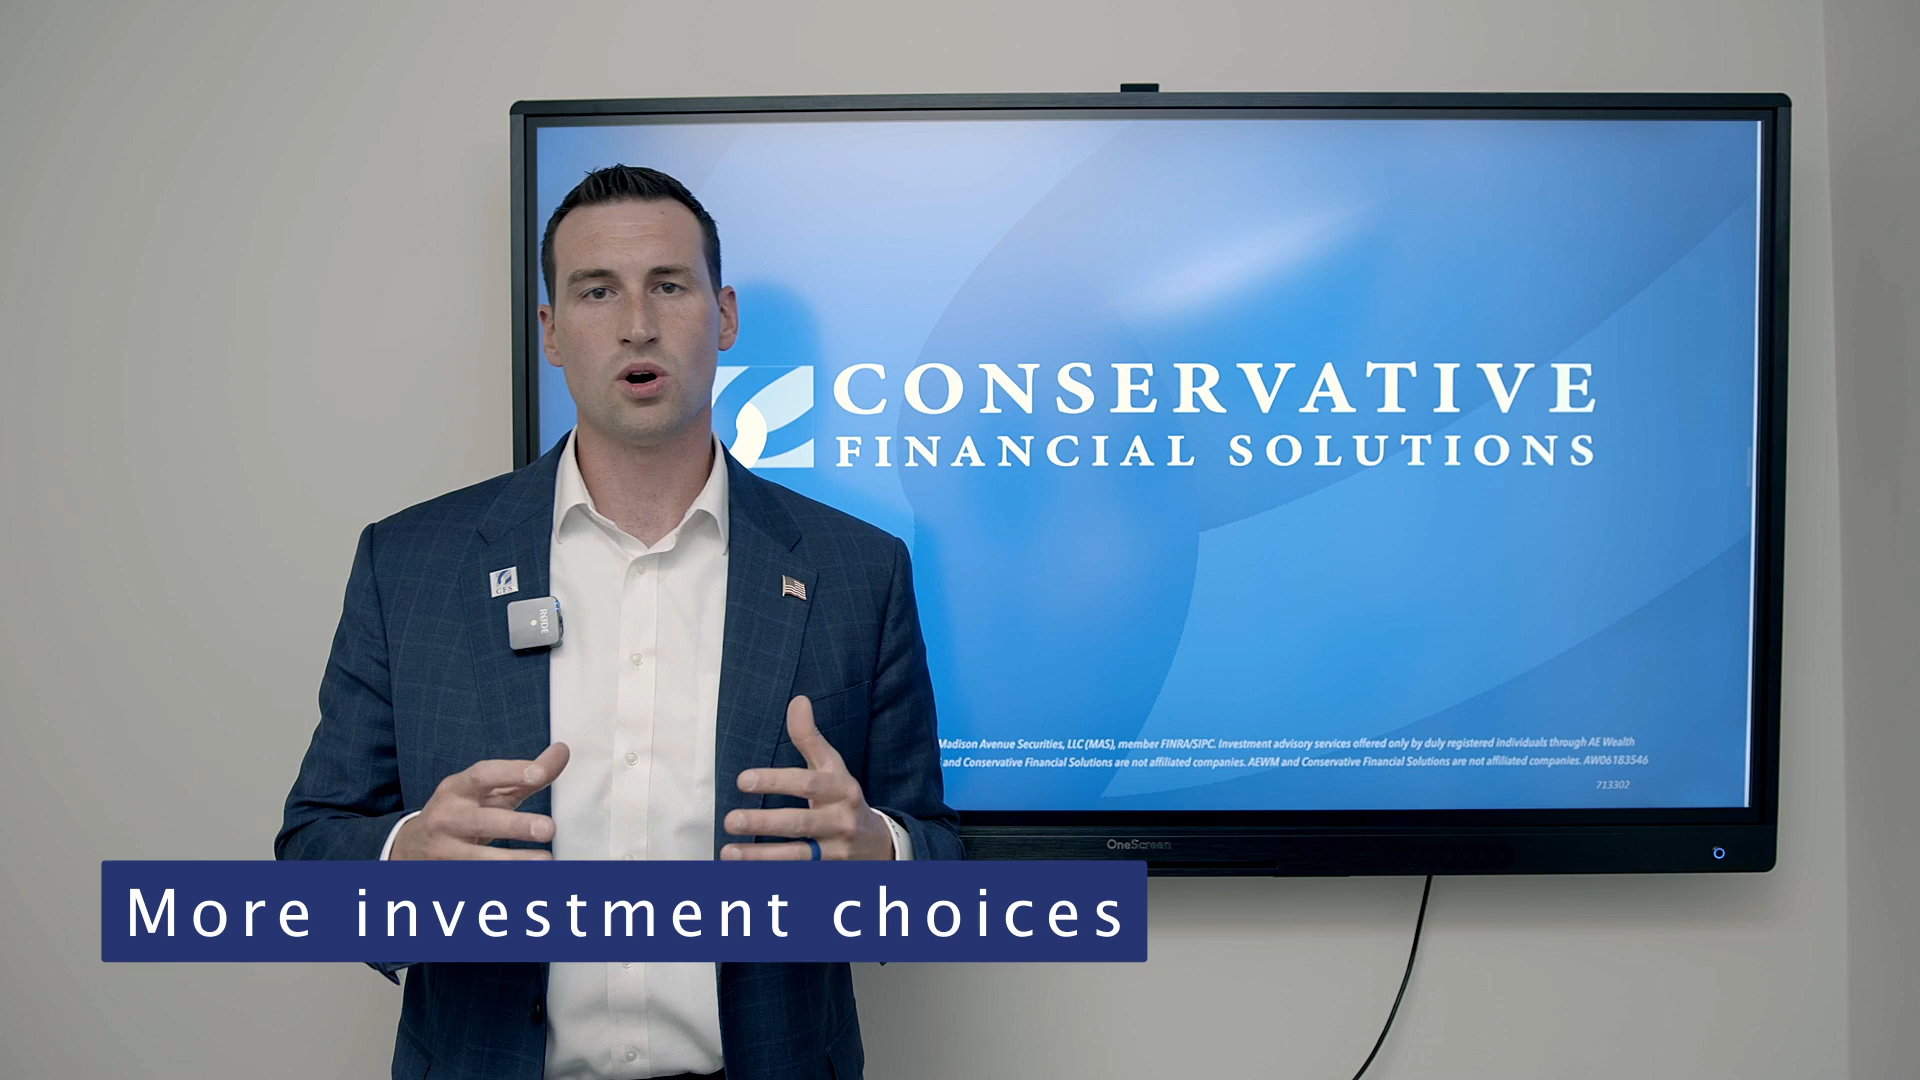 CONSERVATIVE
FINANCIAL SOLUTIONS
CFS
RØDE
Madison Avenue Securities, LLC (MAS), member FINRA/SIPC. Investment advisory services offered only by duly registered individuals through AE Wealth
and Conservative Financial Solutions are not affiliated companies. AEWM and Conservative Financial Solutions are not affiliated companies. AW06183546
713302
OneScreen
More investment choices